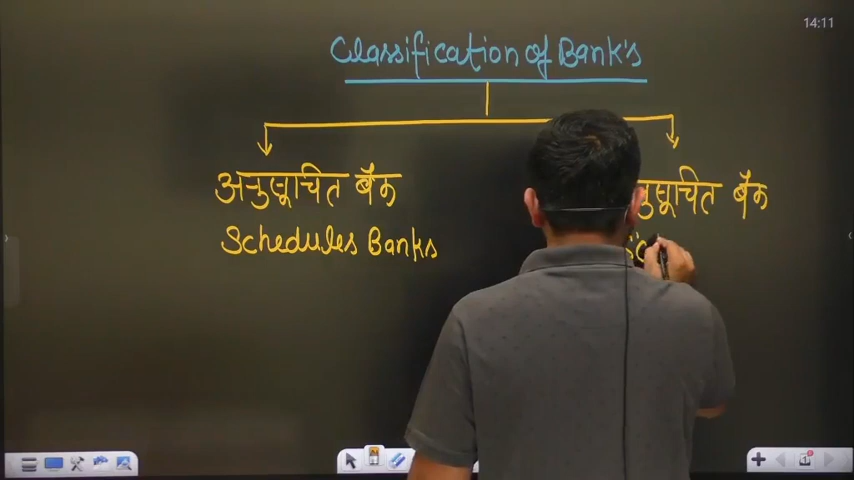 14:11
Classification of Bank's
अनुसूचित बैंक
नुसूचित बैंक
Schedules Banks